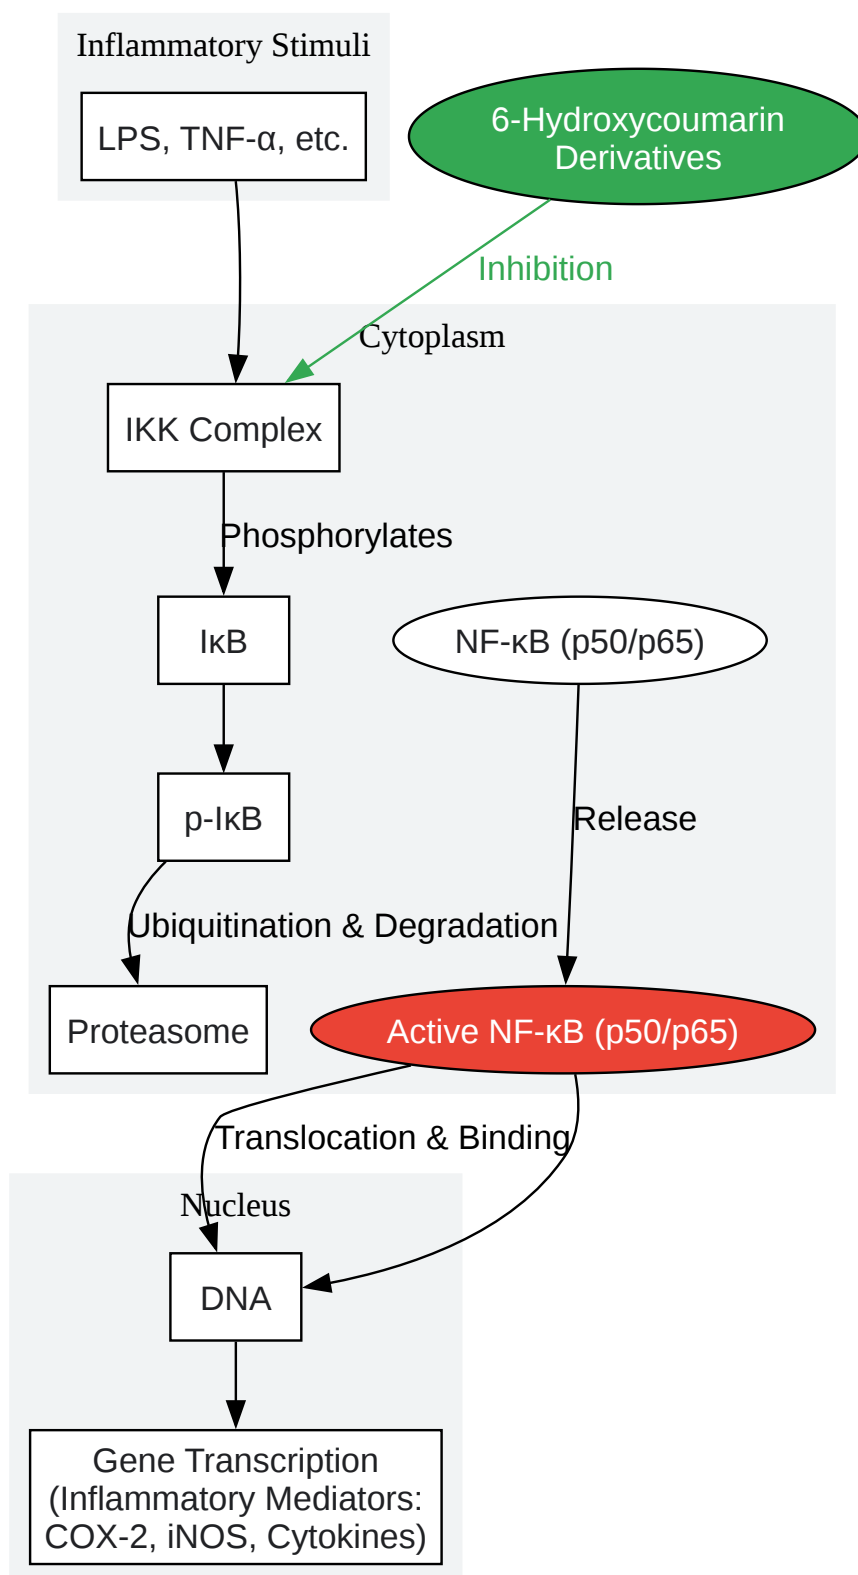 Inflammatory Stimuli
LPS, TNF-α, etc.
6-Hydroxycoumarin
Derivatives
Inhibition
Cytoplasm
IKK Complex
Phosphorylates
IκB
NF-κB (p50/p65)
p-IκB
Release
Ubiquitination & Degradation
Proteasome
Active NF-κB (p50/p65)
Translocation & Binding
Nucleus
DNA
Gene Transcription
(Inflammatory Mediators:
COX-2, iNOS, Cytokines)